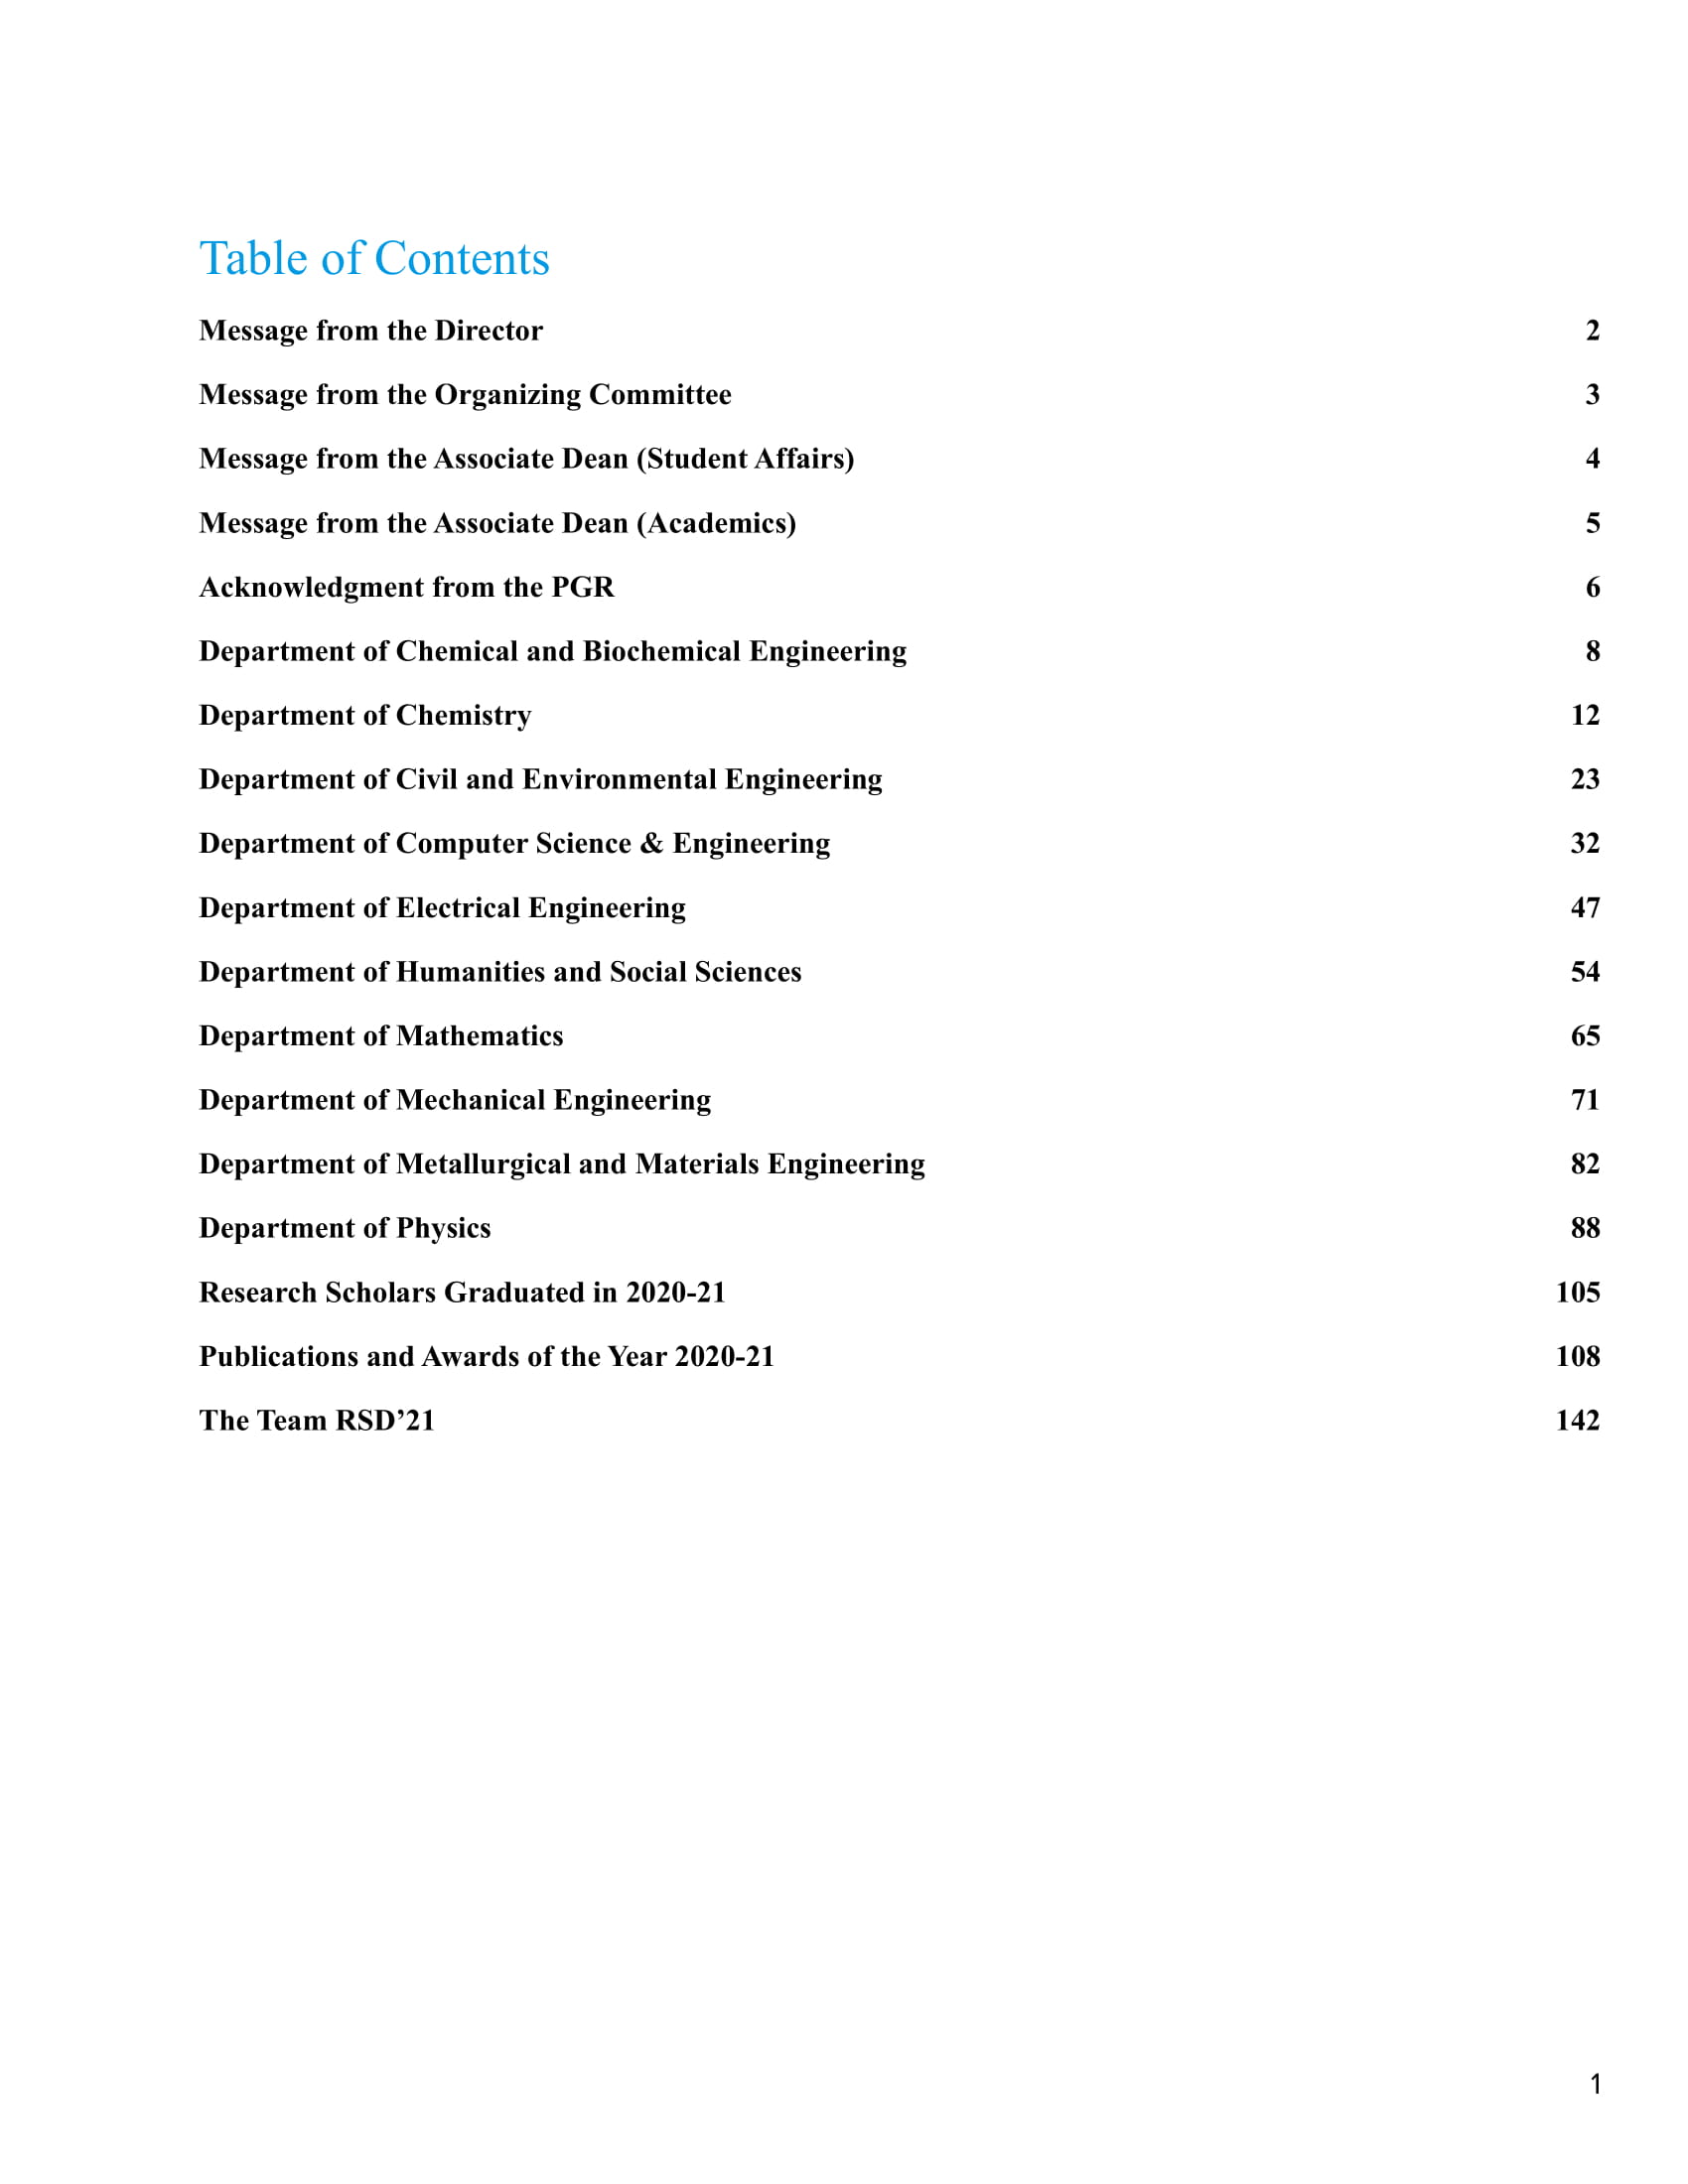 Table of Contents
Message from the Director 2
Message from the Organizing Committee 3
Message from the Associate Dean (Student Affairs) 4
Message from the Associate Dean (Academics) 5
Acknowledgment from the PGR 6
Department of Chemical and Biochemical Engineering 8
Department of Chemistry 12
Department of Civil and Environmental Engineering 23
Department of Computer Science & Engineering 32
Department of Electrical Engineering 47
Department of Humanities and Social Sciences 54
Department of Mathematics 65
Department of Mechanical Engineering 71
Department of Metallurgical and Materials Engineering 82
Department of Physics 88
Research Scholars Graduated in 2020-21 105
Publications and Awards of the Year 2020-21 108
The Team RSD’21 142
1